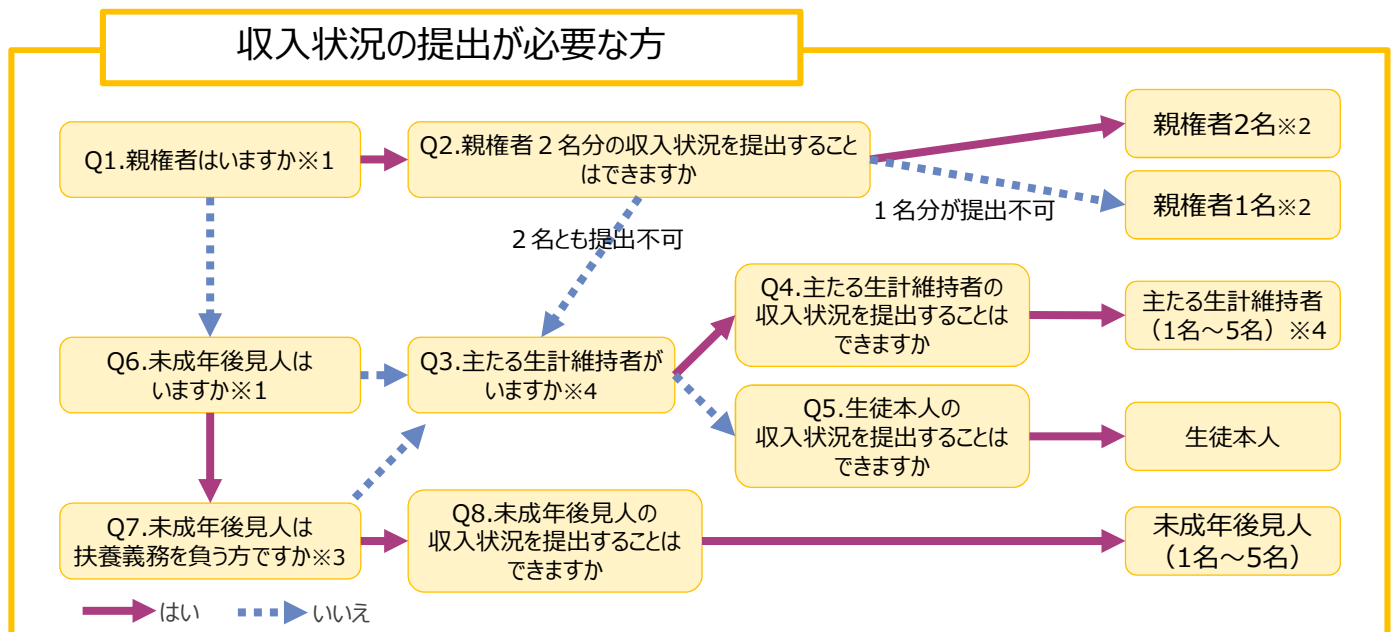 収入状況の提出が必要な方
Q1.親権者はいますか※1
Q2.親権者２名分の収入状況を提出すること
はできますか
親権者2名※2
親権者1名※2
１名分が提出不可
２名とも提出不可
Q6.未成年後見人は
いますか※1
Q3.主たる生計維持者が
いますか※4
Q4.主たる生計維持者の
収入状況を提出することは
できますか
主たる生計維持者
（1名～5名）※4
Q5.生徒本人の
収入状況を提出することは
できますか
生徒本人
Q7.未成年後見人は
扶養義務を負う方ですか※3
Q8.未成年後見人の
収入状況を提出することは
できますか
未成年後見人
（1名～5名）
はい
いいえ